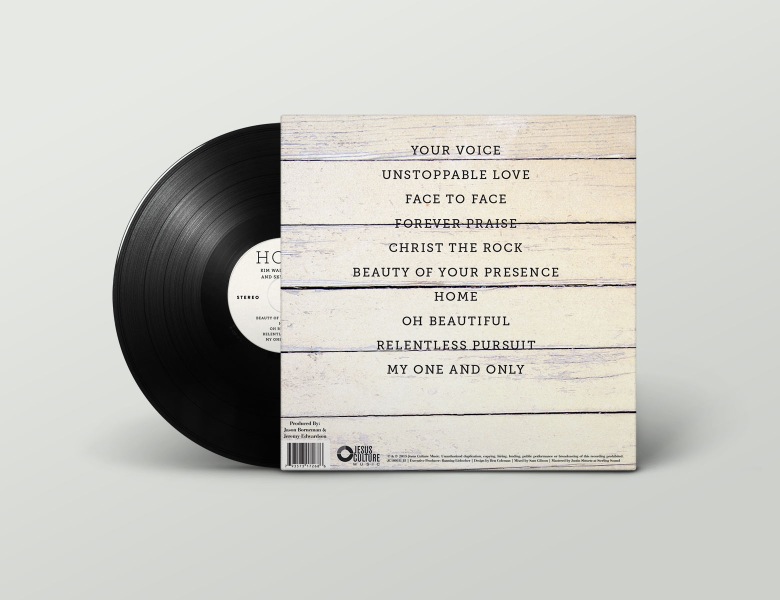 YOUR VOICE
UNSTOPPABLE LOVE
FACE TO FACE
FOREVER PRAISE
CHRIST THE ROCK
BEAUTY OF YOUR PRESENCE
HOME
OH BEAUTIFUL
RELENTLESS PURSUIT
MY ONE AND ONLY
HO
KIM WA
AND SK
STEREO
BEAUTY OF
OH B
RELENTL
MY ON
Produced By:
Jason Borneman &
Jeremy Edwardson
JESUS
CULTURE
MUSIC
Jesus Culture Music. Unauthorized duplication, copying, hiring, lending, public performance or broadcasting of this recording prohibited.